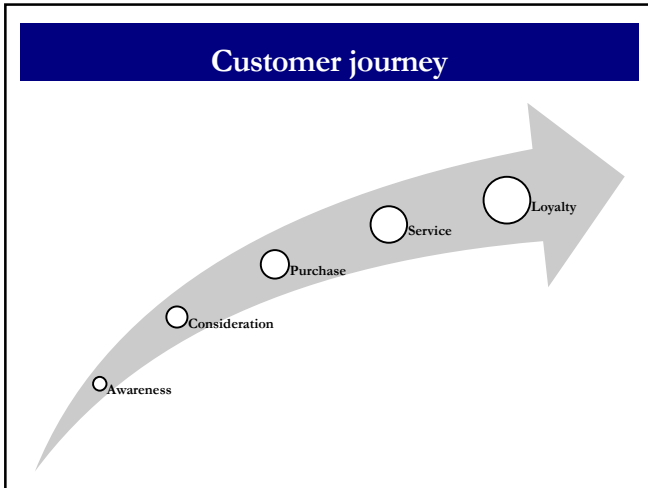 Customer journey
Loyalty
Service
Purchase
Consideration
Awareness